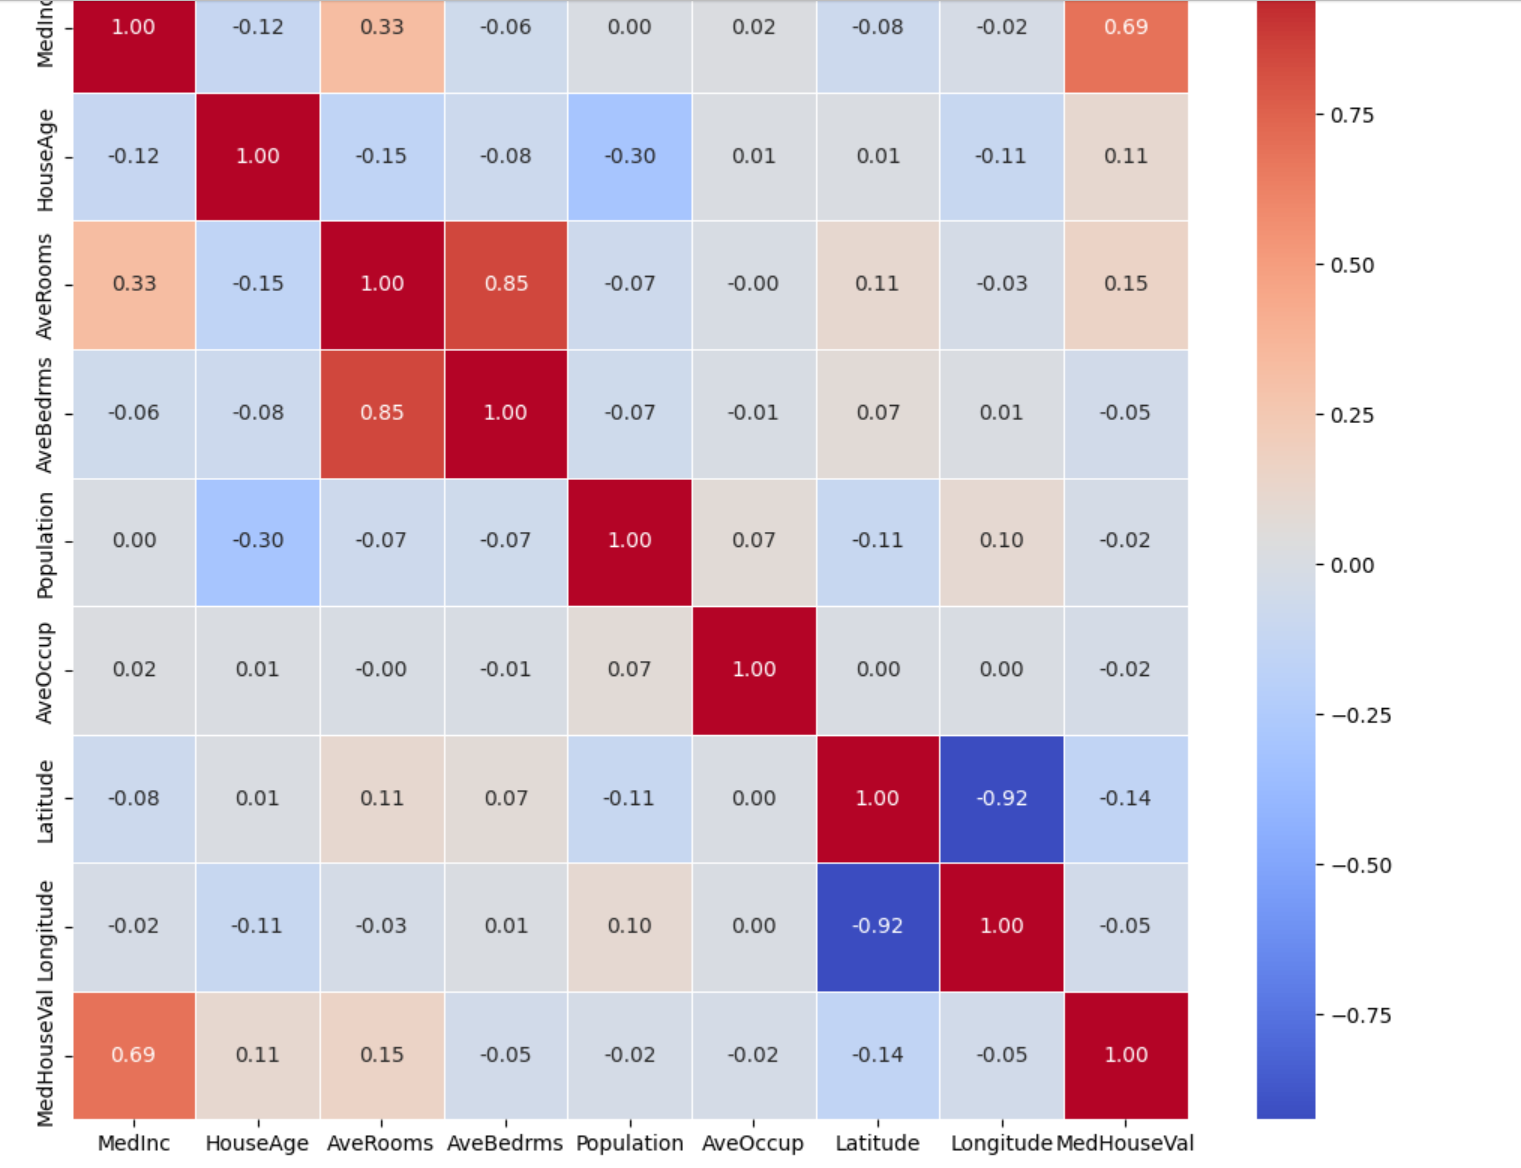 MedInc 1.00 -0.12 0.33 -0.06 0.00 0.02 -0.08 -0.02 0.69
HouseAge -0.12 1.00 -0.15 -0.08 -0.30 0.01 0.01 -0.11 0.11
AveRooms 0.33 -0.15 1.00 0.85 -0.07 -0.00 0.11 -0.03 0.15
AveBedrms -0.06 -0.08 0.85 1.00 -0.07 -0.01 0.07 0.01 -0.05
Population 0.00 -0.30 -0.07 -0.07 1.00 0.07 -0.11 0.10 -0.02
AveOccup 0.02 0.01 -0.00 -0.01 0.07 1.00 0.00 0.00 -0.02
Latitude -0.08 0.01 0.11 0.07 -0.11 0.00 1.00 -0.92 -0.14
Longitude -0.02 -0.11 -0.03 0.01 0.10 0.00 -0.92 1.00 -0.05
MedHouseVal 0.69 0.11 0.15 -0.05 -0.02 -0.02 -0.14 -0.05 1.00
MedInc HouseAge AveRooms AveBedrms Population AveOccup Latitude Longitude MedHouseVal
0.75
0.50
0.25
0.00
−0.25
−0.50
−0.75